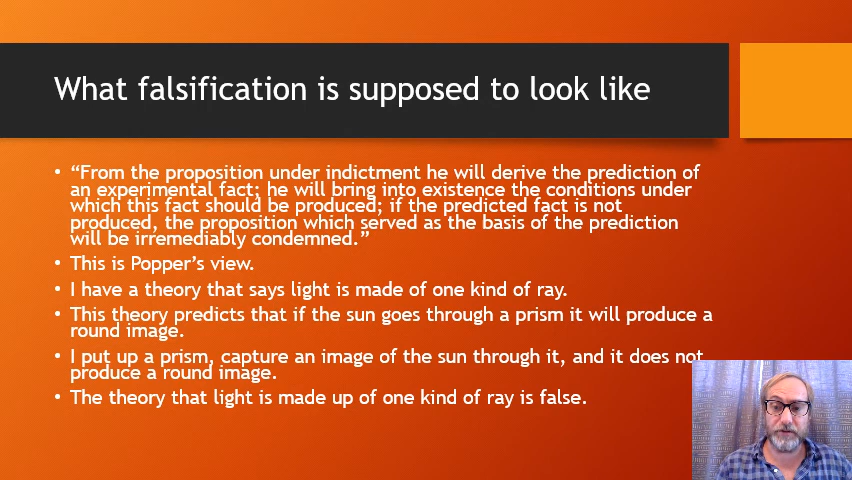 What falsification is supposed to look like
• “From the proposition under indictment he will derive the prediction of
an experimental fact; he will bring into existence the conditions under
which this fact should be produced; if the predicted fact is not
produced, the proposition which served as the basis of the prediction
will be irremediably condemned.”
• This is Popper’s view.
• I have a theory that says light is made of one kind of ray.
• This theory predicts that if the sun goes through a prism it will produce a
round image.
• I put up a prism, capture an image of the sun through it, and it does not
produce a round image.
• The theory that light is made up of one kind of ray is false.